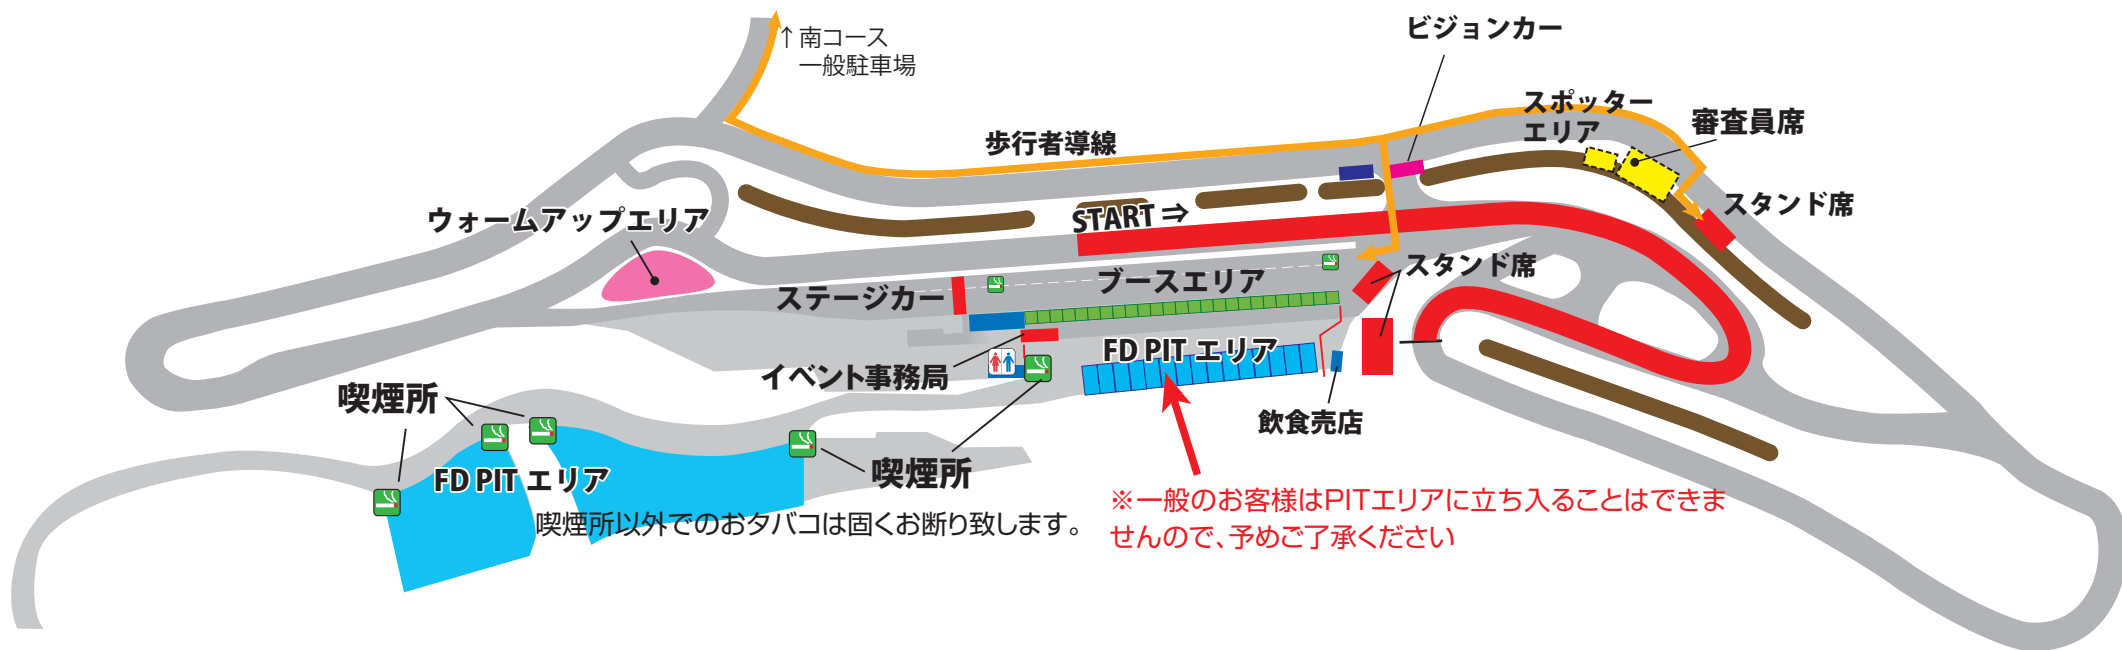 ↑ 南コース
一般駐車場
ビジョンカー
スポッター
エリア
審査員席
歩行者導線
スタンド席
ウォームアップエリア
START⇒
スタンド席
ブースエリア
ステージカー
FD PIT エリア
イベント事務局
喫煙所
飲食売店
喫煙所
FD PIT エリア
※一般のお客様はPITエリアに立ち入ることはできま
せんので、予めご了承ください
喫煙所以外でのおタバコは固くお断り致します。